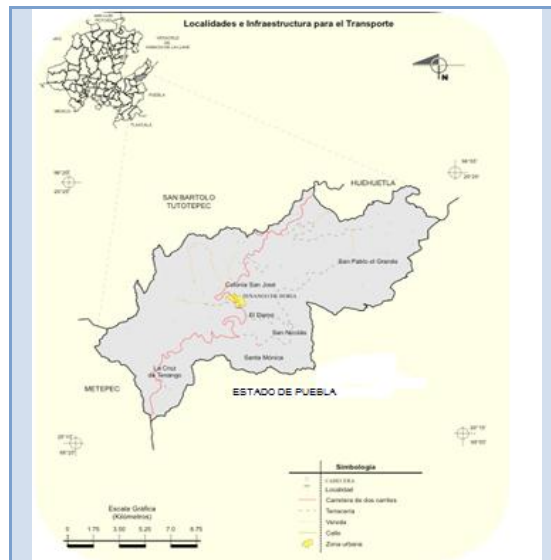 Localidades e Infraestructura para el Transporte
PUEBLA
TLAXCALA
N
HUEHUETLA
SAN BARTOLO
TUTOTEPEC
San Pablo el Grande
Colonia San José
TENANGO DE DORIA
El Damo
San Nicolás
Santa Mónica
La Cruz
de Tenango
METEPEC
ESTADO DE PUEBLA
Simbología
CABECERA
Localidad
Carretera de dos carriles
Terracería
Vereda
Calle
Zona urbana
Escala Gráfica
(Kilómetros)
0 1.75 3.50 5.25 7.0 8.75